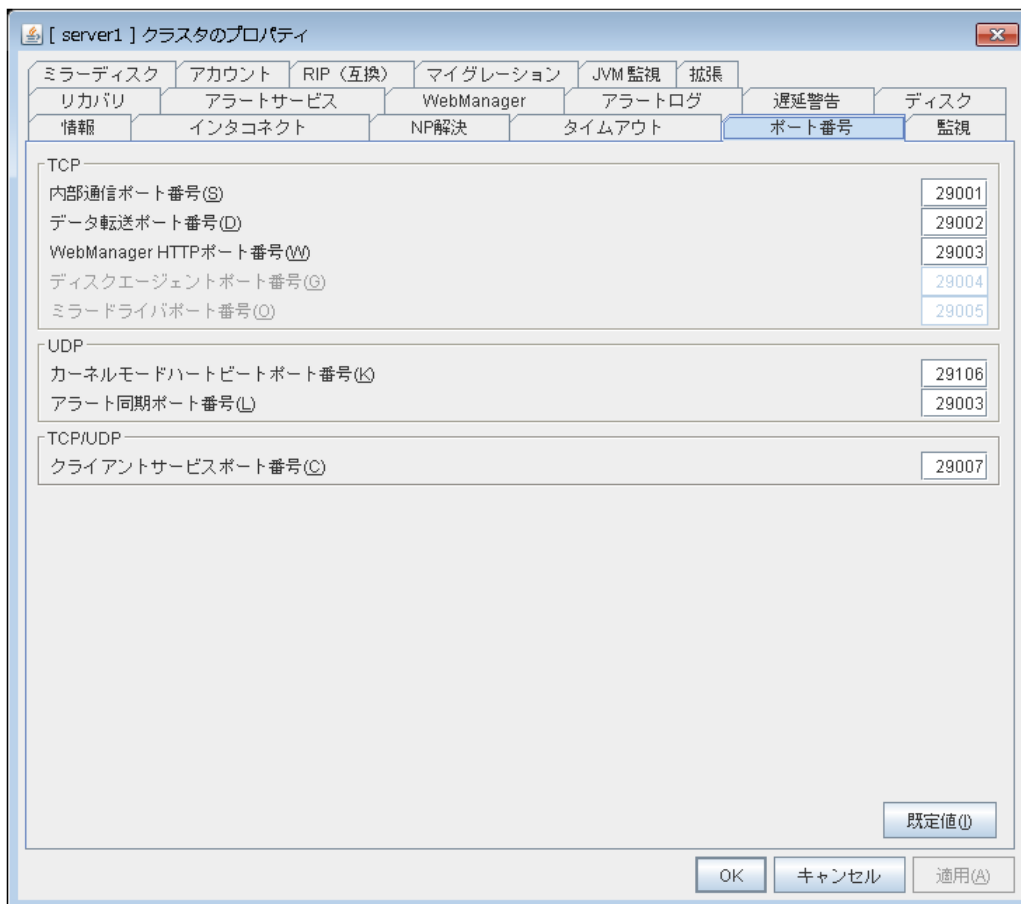 [ server1 ] クラスタのプロパティ
ミラーディスク アカウント RIP（互換） マイグレーション JVM監視 拡張
リカバリ アラートサービス WebManager アラートログ 遅延警告 ディスク
情報 インタコネクト NP解決 タイムアウト ポート番号 監視
TCP
内部通信ポート番号(S) 29001
データ転送ポート番号(D) 29002
WebManager HTTPポート番号(W) 29003
ディスクエージェントポート番号(G) 29004
ミラードライバポート番号(O) 29005
UDP
カーネルモードハートビートポート番号(K) 29106
アラート同期ポート番号(L) 29003
TCP/UDP
クライアントサービスポート番号(C) 29007
既定値(I)
OK キャンセル 適用(A)